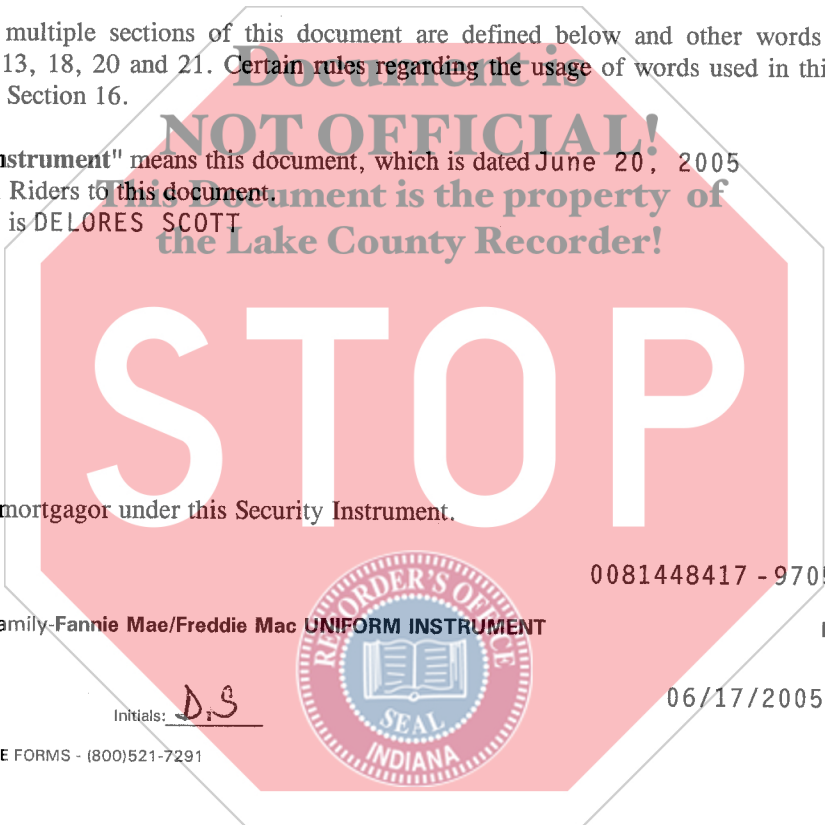 multiple sections of this document are defined below and other words
13, 18, 20 and 21. Certain rules regarding the usage of words used in thi
Section 16.
Document is
NOT OFFICIAL!
nstrument" means this document, which is dated June 20, 2005
Riders to this document.
This Document is the property of
is DELORES SCOTT
the Lake County Recorder!
STOP
mortgagor under this Security Instrument.
0081448417 - 9705
amily-Fannie Mae/Freddie Mac UNIFORM INSTRUMENT
RECORDER'S OFFICE
SEAL
INDIANA
06/17/2005
Initials: D.S
E FORMS - (800)521-7291